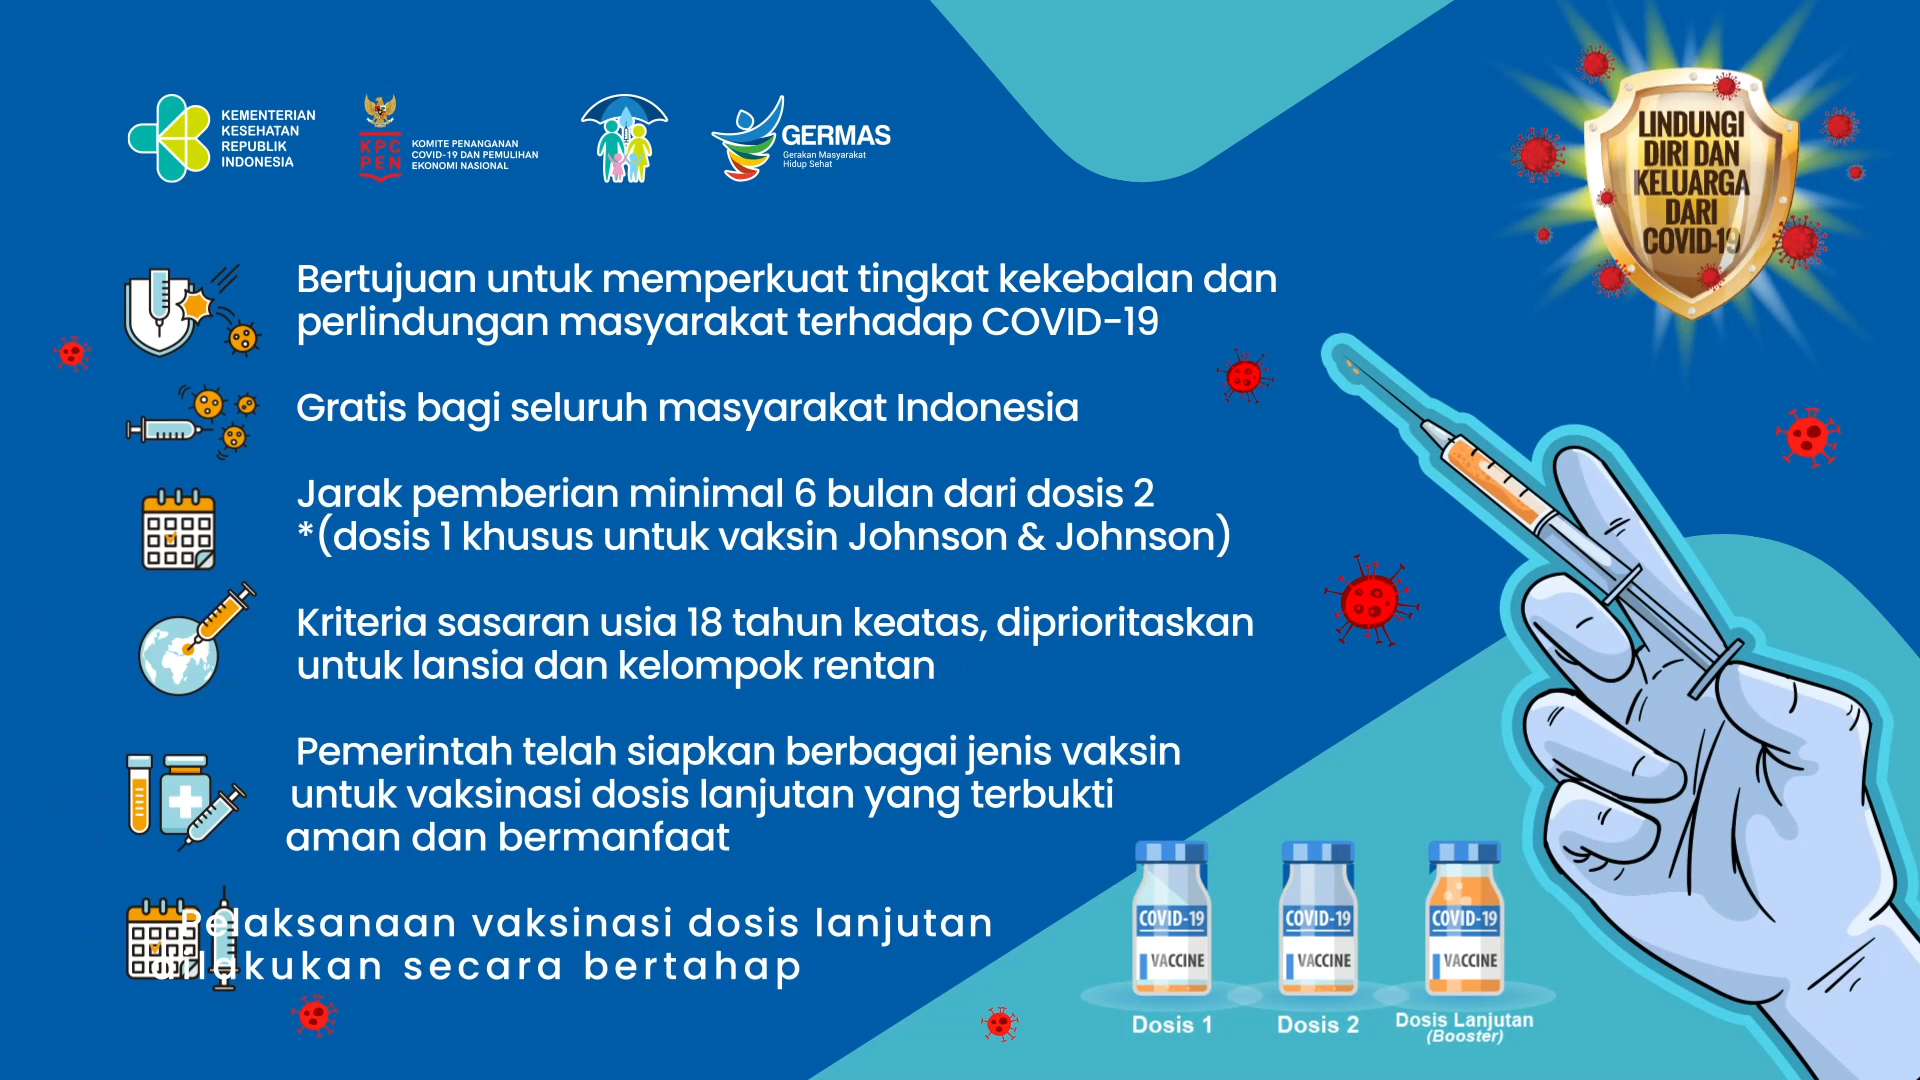 KEMENTERIAN
KESEHATAN
REPUBLIK
INDONESIA
KPC
PEN
KOMITE PENANGANAN
COVID-19 DAN PEMULIHAN
EKONOMI NASIONAL
GERMAS
Gerakan Masyarakat
Hidup Sehat
LINDUNGI
DIRI DAN
KELUARGA
DARI
COVID-19
Bertujuan untuk memperkuat tingkat kekebalan dan
perlindungan masyarakat terhadap COVID-19
Gratis bagi seluruh masyarakat Indonesia
Jarak pemberian minimal 6 bulan dari dosis 2
*(dosis 1 khusus untuk vaksin Johnson & Johnson)
Kriteria sasaran usia 18 tahun keatas, diprioritaskan
untuk lansia dan kelompok rentan
Pemerintah telah siapkan berbagai jenis vaksin
untuk vaksinasi dosis lanjutan yang terbukti
aman dan bermanfaat
Pelaksanaan vaksinasi dosis lanjutan
dilakukan secara bertahap
COVID-19
VACCINE
Dosis 1
COVID-19
VACCINE
Dosis 2
COVID-19
VACCINE
Dosis Lanjutan
(Booster)